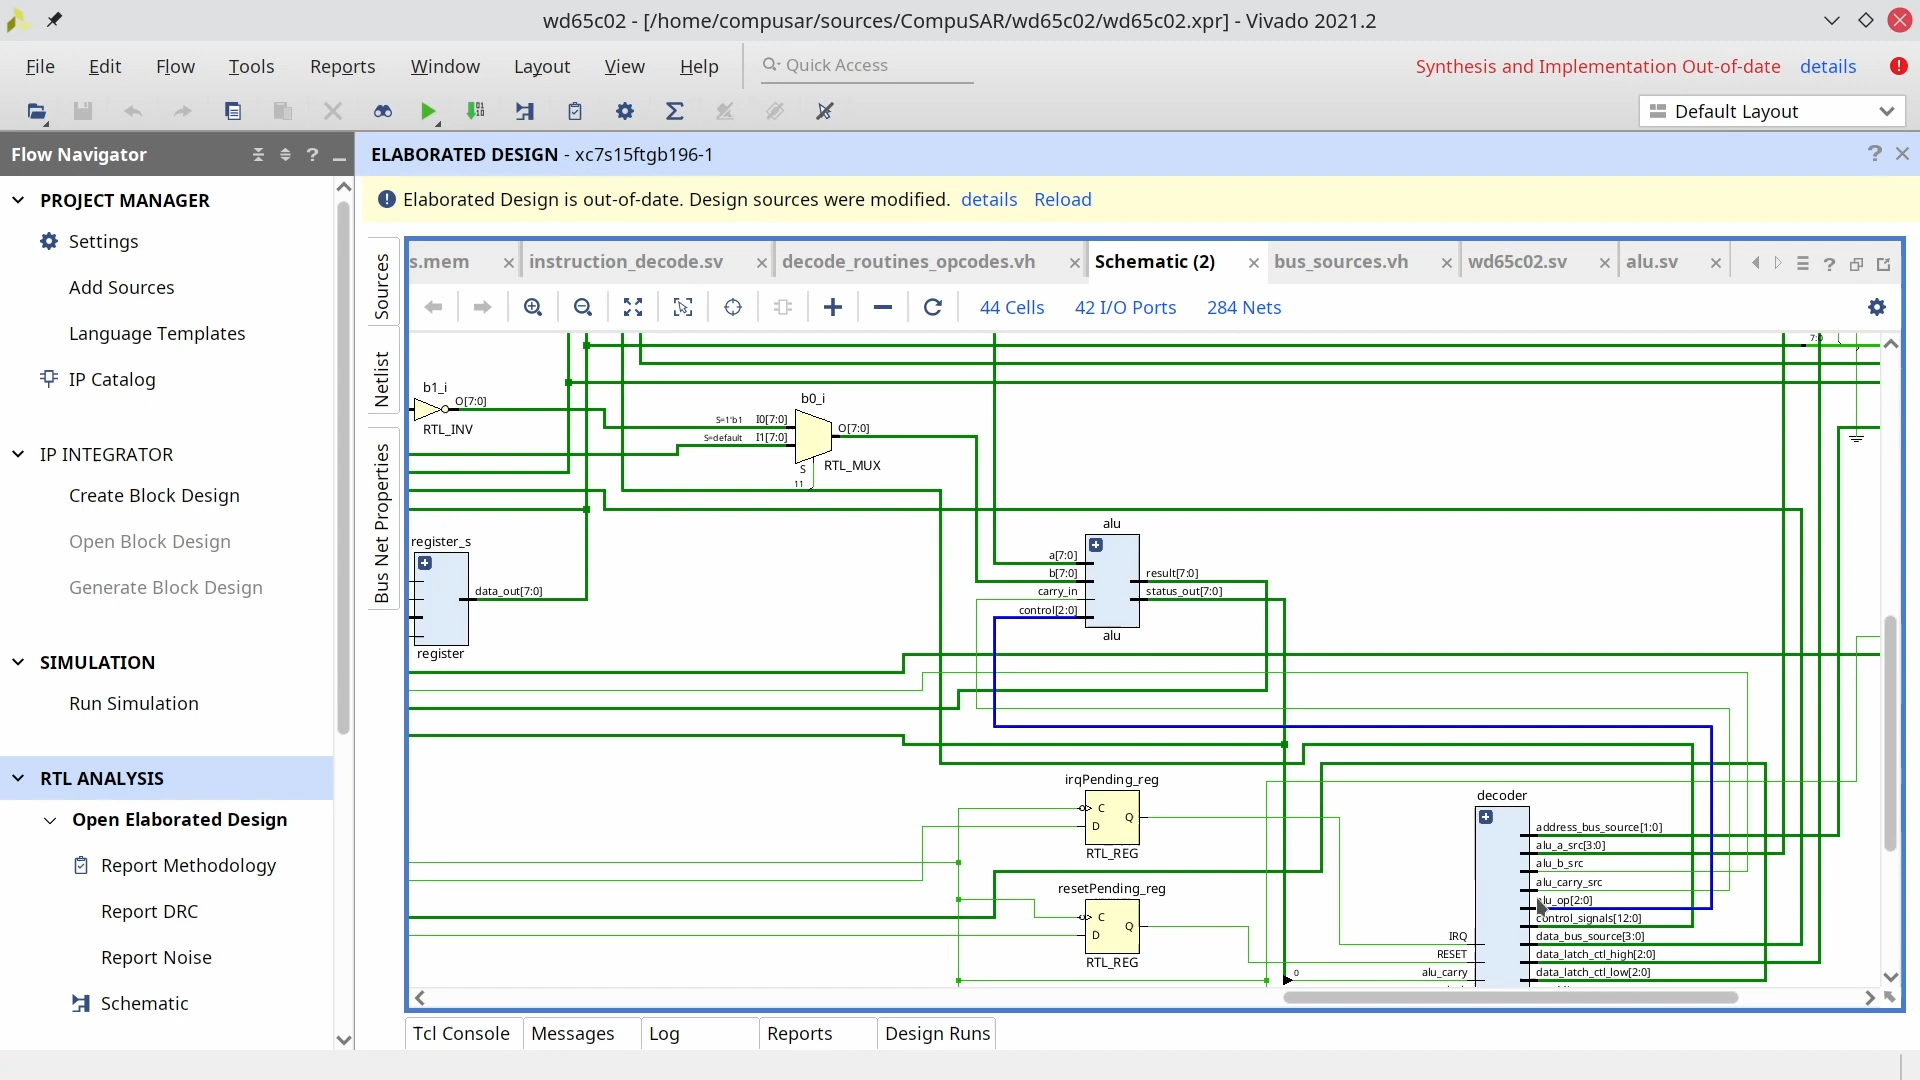 wd65c02 - [/home/compusar/sources/CompuSAR/wd65c02/wd65c02.xpr] - Vivado 2021.2
File Edit Flow Tools Reports Window Layout View Help Quick Access Synthesis and Implementation Out-of-date details
Default Layout
Flow Navigator
PROJECT MANAGER
Settings
Add Sources
Language Templates
IP Catalog
IP INTEGRATOR
Create Block Design
Open Block Design
Generate Block Design
SIMULATION
Run Simulation
RTL ANALYSIS
Open Elaborated Design
Report Methodology
Report DRC
Report Noise
Schematic
ELABORATED DESIGN - xc7s15ftgb196-1
Elaborated Design is out-of-date. Design sources were modified. details Reload
Sources
Netlist
Bus Net Properties
s.mem instruction_decode.sv decode_routines_opcodes.vh Schematic (2) bus_sources.vh wd65c02.sv alu.sv
44 Cells 42 I/O Ports 284 Nets
7:0
b1_i
O[7:0]
RTL_INV
b0_i
S=1'b1 I0[7:0]
S=default I1[7:0]
O[7:0]
S
RTL_MUX
11
register_s
data_out[7:0]
register
alu
a[7:0]
b[7:0]
carry_in
control[2:0]
result[7:0]
status_out[7:0]
alu
irqPending_reg
C
D
Q
RTL_REG
resetPending_reg
C
D
Q
RTL_REG
0
decoder
address_bus_source[1:0]
alu_a_src[3:0]
alu_b_src
alu_carry_src
alu_op[2:0]
control_signals[12:0]
data_bus_source[3:0]
data_latch_ctl_high[2:0]
data_latch_ctl_low[2:0]
IRQ
RESET
alu_carry
Tcl Console Messages Log Reports Design Runs